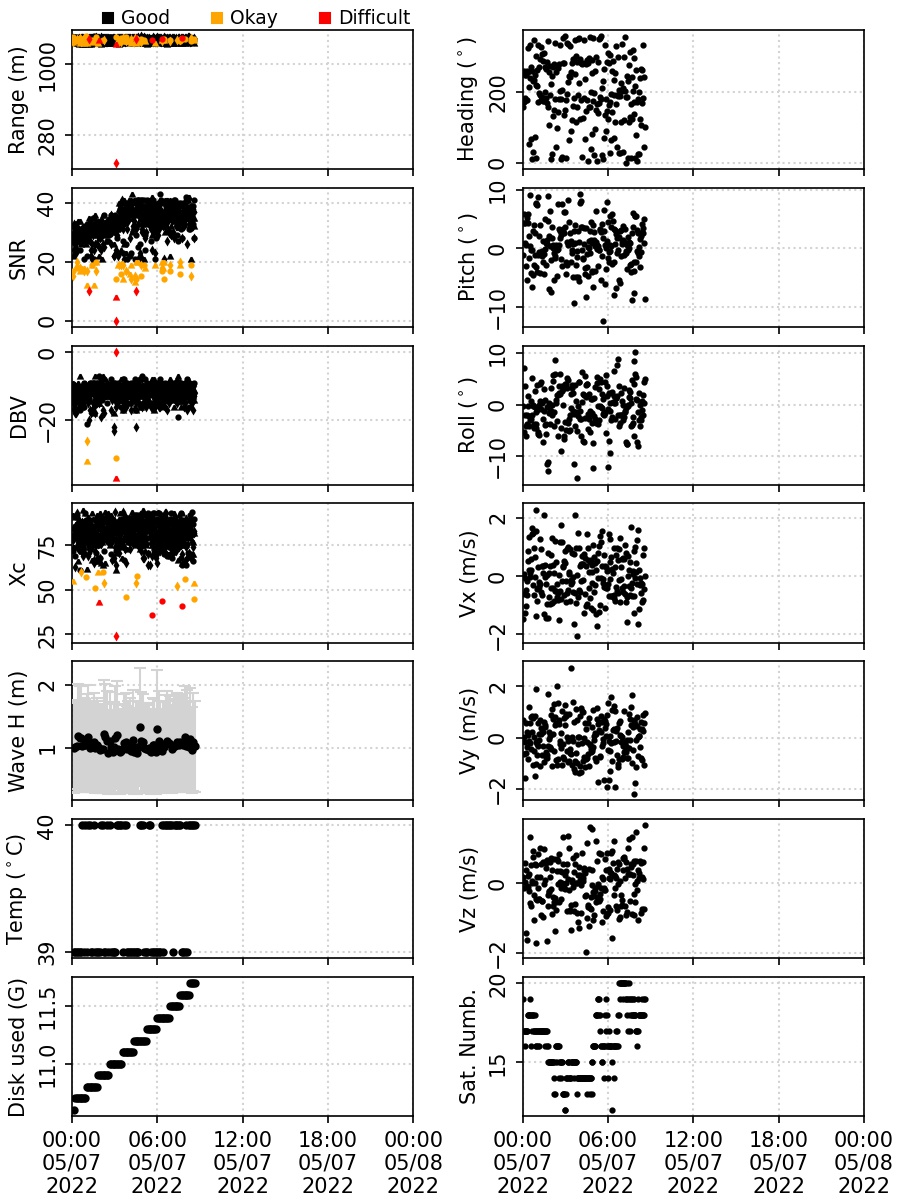 Good Okay Difficult
Range (m)
1000
280
Heading (°)
200
0
SNR
40
20
0
Pitch (°)
10
0
−10
DBV
0
−20
Roll (°)
10
0
−10
Xc
75
50
25
Vx (m/s)
2
0
−2
Wave H (m)
2
1
Vy (m/s)
2
0
−2
Temp (°C)
40
39
Vz (m/s)
0
−2
Disk used (G)
11.5
11.0
Sat. Numb.
20
15
00:00 06:00 12:00 18:00 00:00 00:00 06:00 12:00 18:00 00:00
05/07 05/07 05/07 05/07 05/08 05/07 05/07 05/07 05/07 05/08
2022 2022 2022 2022 2022 2022 2022 2022 2022 2022